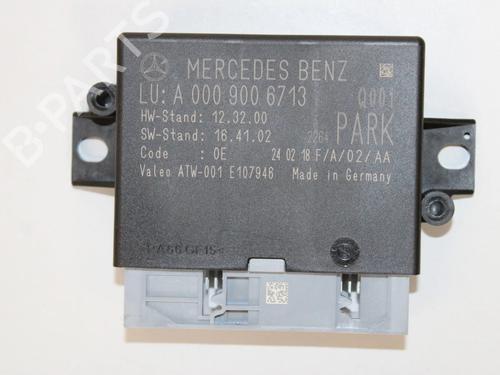 MERCEDES BENZ
LU: A 000 900 6713 Q001
HW-Stand: 12.32.00
SW-Stand: 16.41.02 2264 PARK
Code : 0E 24 02 18 F/A/02/AA
Valeo ATW-001 E107946 Made in Germany
B-PARTS